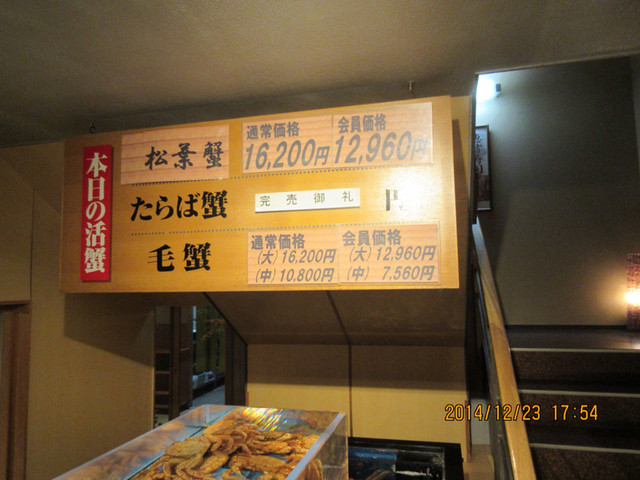 本日の活蟹
松葉蟹
通常価格 会員価格
16,200円 12,960円
たらば蟹
完売御礼
円
毛蟹
通常価格 会員価格
(大) 16,200円 (大) 12,960円
(中) 10,800円 (中) 7,560円
2014/12/23 17:54